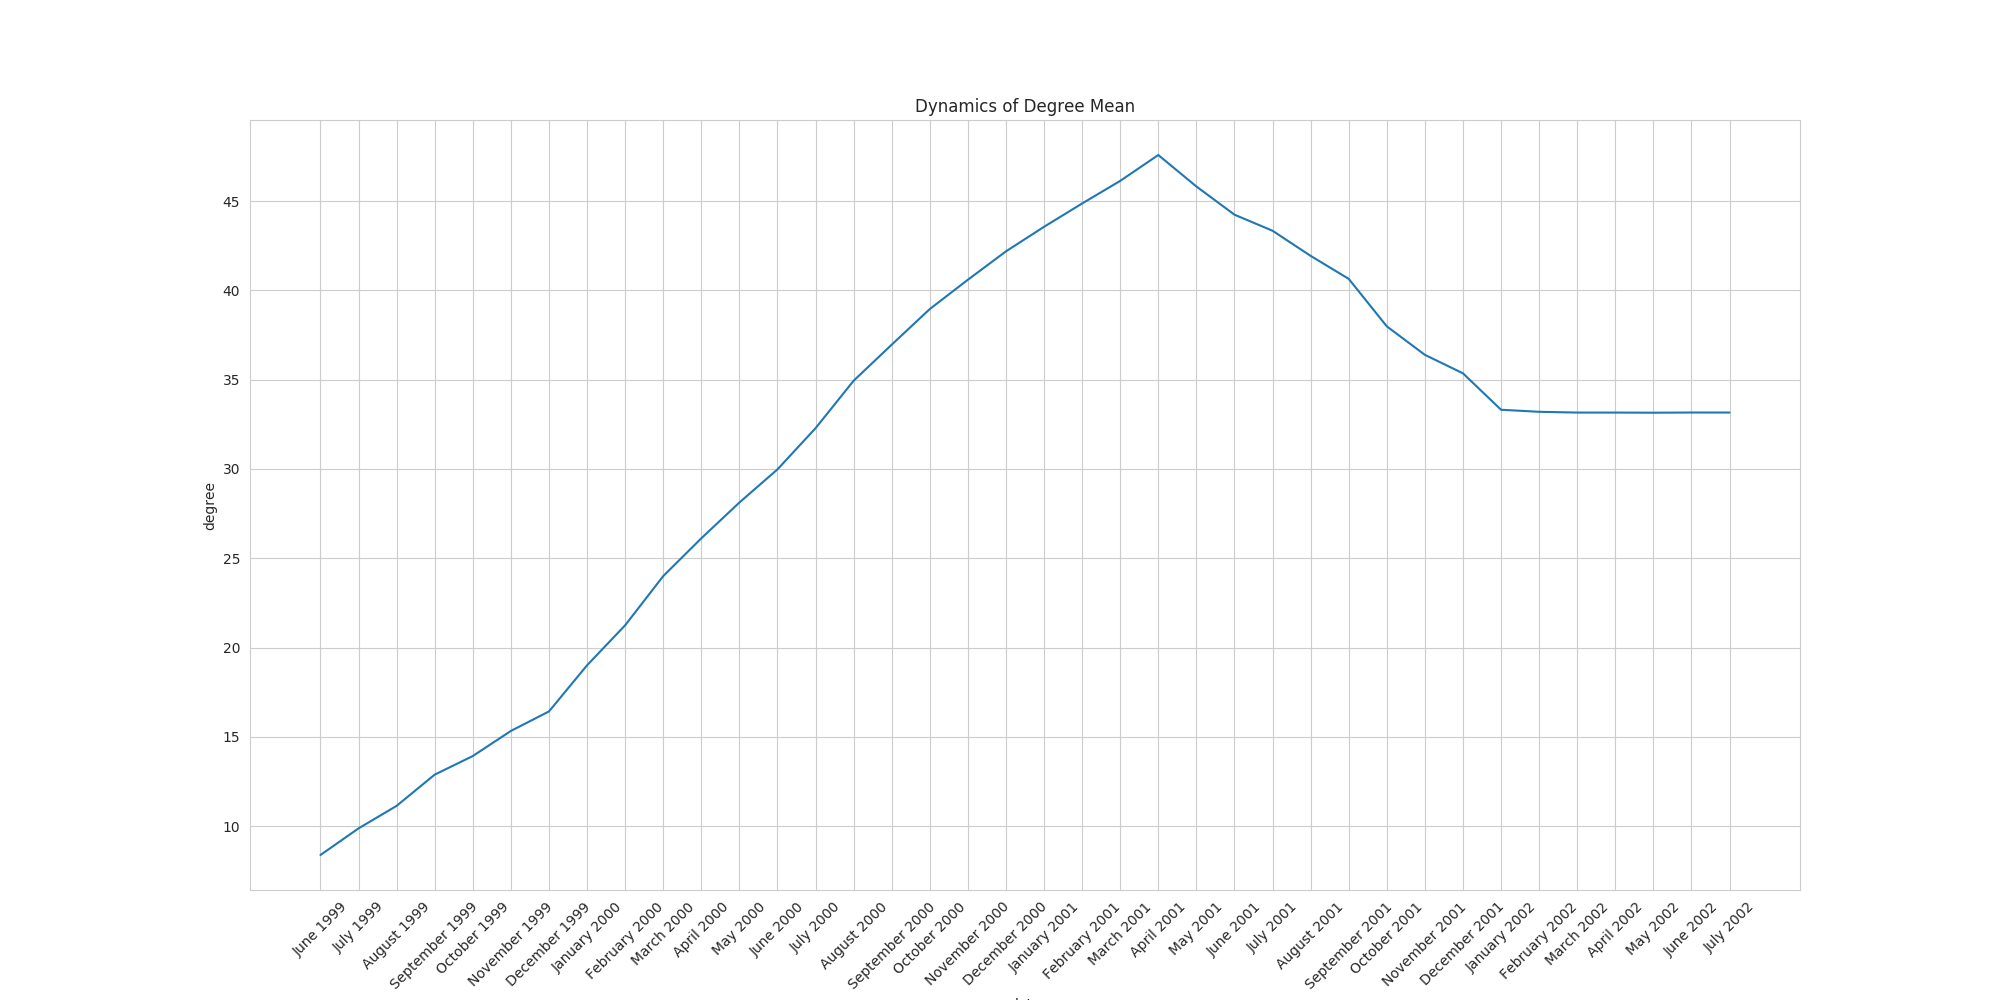 Dynamics of Degree Mean
45
40
35
30
25
20
15
10
degree
June 1999
July 1999
August 1999
September 1999
October 1999
November 1999
December 1999
January 2000
February 2000
March 2000
April 2000
May 2000
June 2000
July 2000
August 2000
September 2000
October 2000
November 2000
December 2000
January 2001
February 2001
March 2001
April 2001
May 2001
June 2001
July 2001
August 2001
September 2001
October 2001
November 2001
December 2001
January 2002
February 2002
March 2002
April 2002
May 2002
June 2002
July 2002